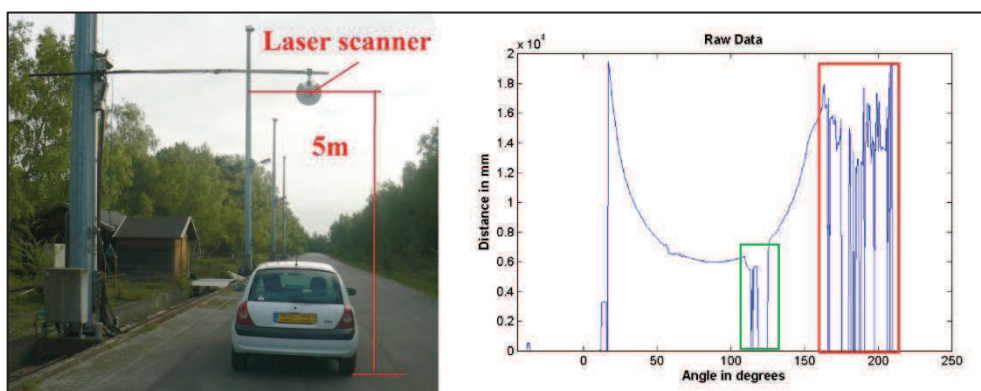 Laser scanner
5m
Raw Data
x 10⁴
2
1.8
1.6
1.4
1.2
1
0.8
0.6
0.4
0.2
0
0 50 100 150 200 250
Distance in mm
Angle in degrees